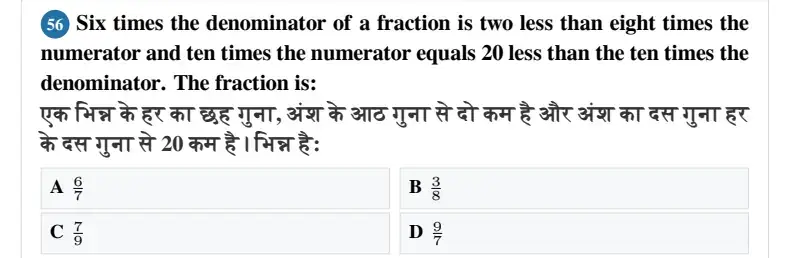 56 Six times the denominator of a fraction is two less than eight times the
numerator and ten times the numerator equals 20 less than the ten times the
denominator. The fraction is:
एक भिन्न के हर का छह गुना, अंश के आठ गुना से दो कम है और अंश का दस गुना हर
के दस गुना से 20 कम है। भिन्न है:
A 6/7
B 3/8
C 7/9
D 9/7